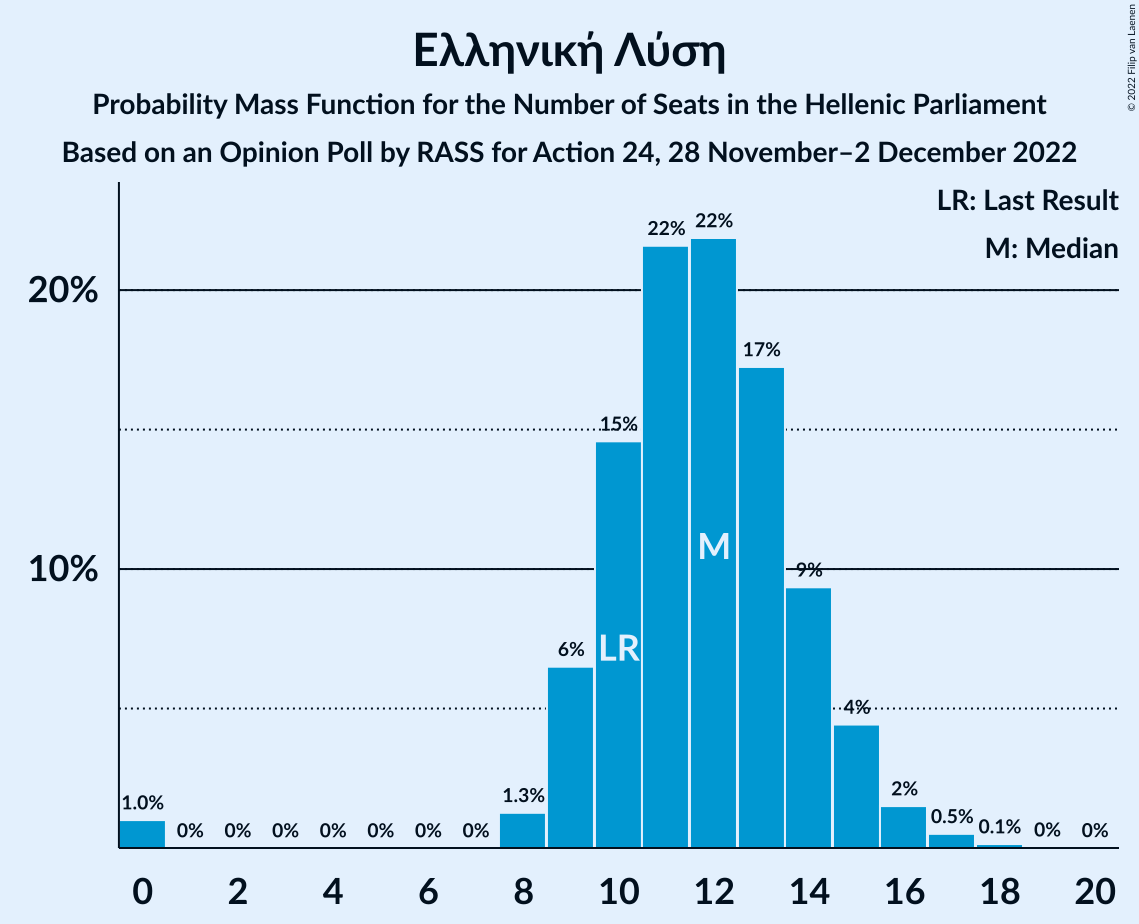 Ελληνική Λύση
Probability Mass Function for the Number of Seats in the Hellenic Parliament
Based on an Opinion Poll by RASS for Action 24, 28 November–2 December 2022
© 2022 Filip van Laenen
LR: Last Result
M: Median
20%
10%
1.0%
0%
0%
0%
0%
0%
0%
0%
1.3%
6%
15%
22%
22%
17%
9%
4%
2%
0.5%
0.1%
0%
0%
LR
M
0 2 4 6 8 10 12 14 16 18 20